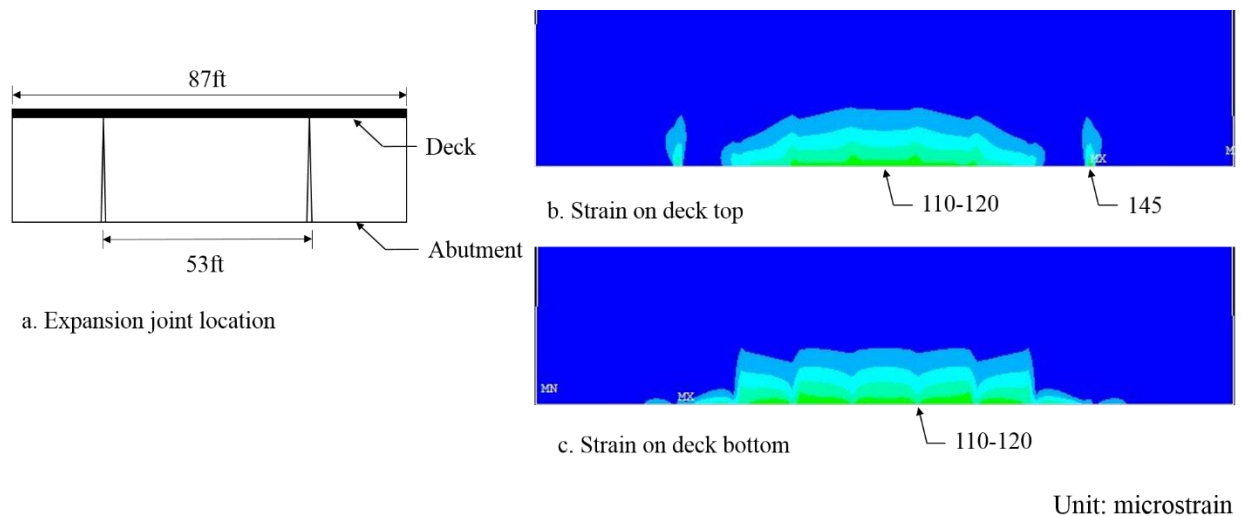 87ft
Deck
Abutment
53ft
a. Expansion joint location
MX
110-120
145
b. Strain on deck top
MN
MX
110-120
c. Strain on deck bottom
Unit: microstrain